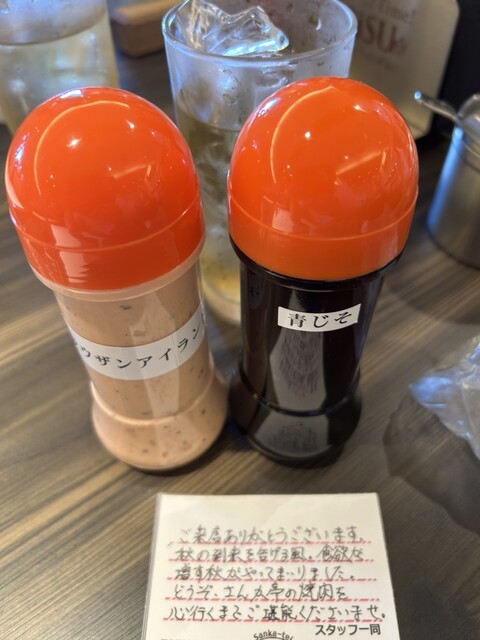 ウザンアイラン
青じそ
ご来店ありがとうございます。
秋の到来を告げる風。食欲が
増す秋がやってまいりました。
どうぞ、さんか亭の焼肉を
心行くまでご堪能くださいませ。
スタッフ一同
Sanka-tei